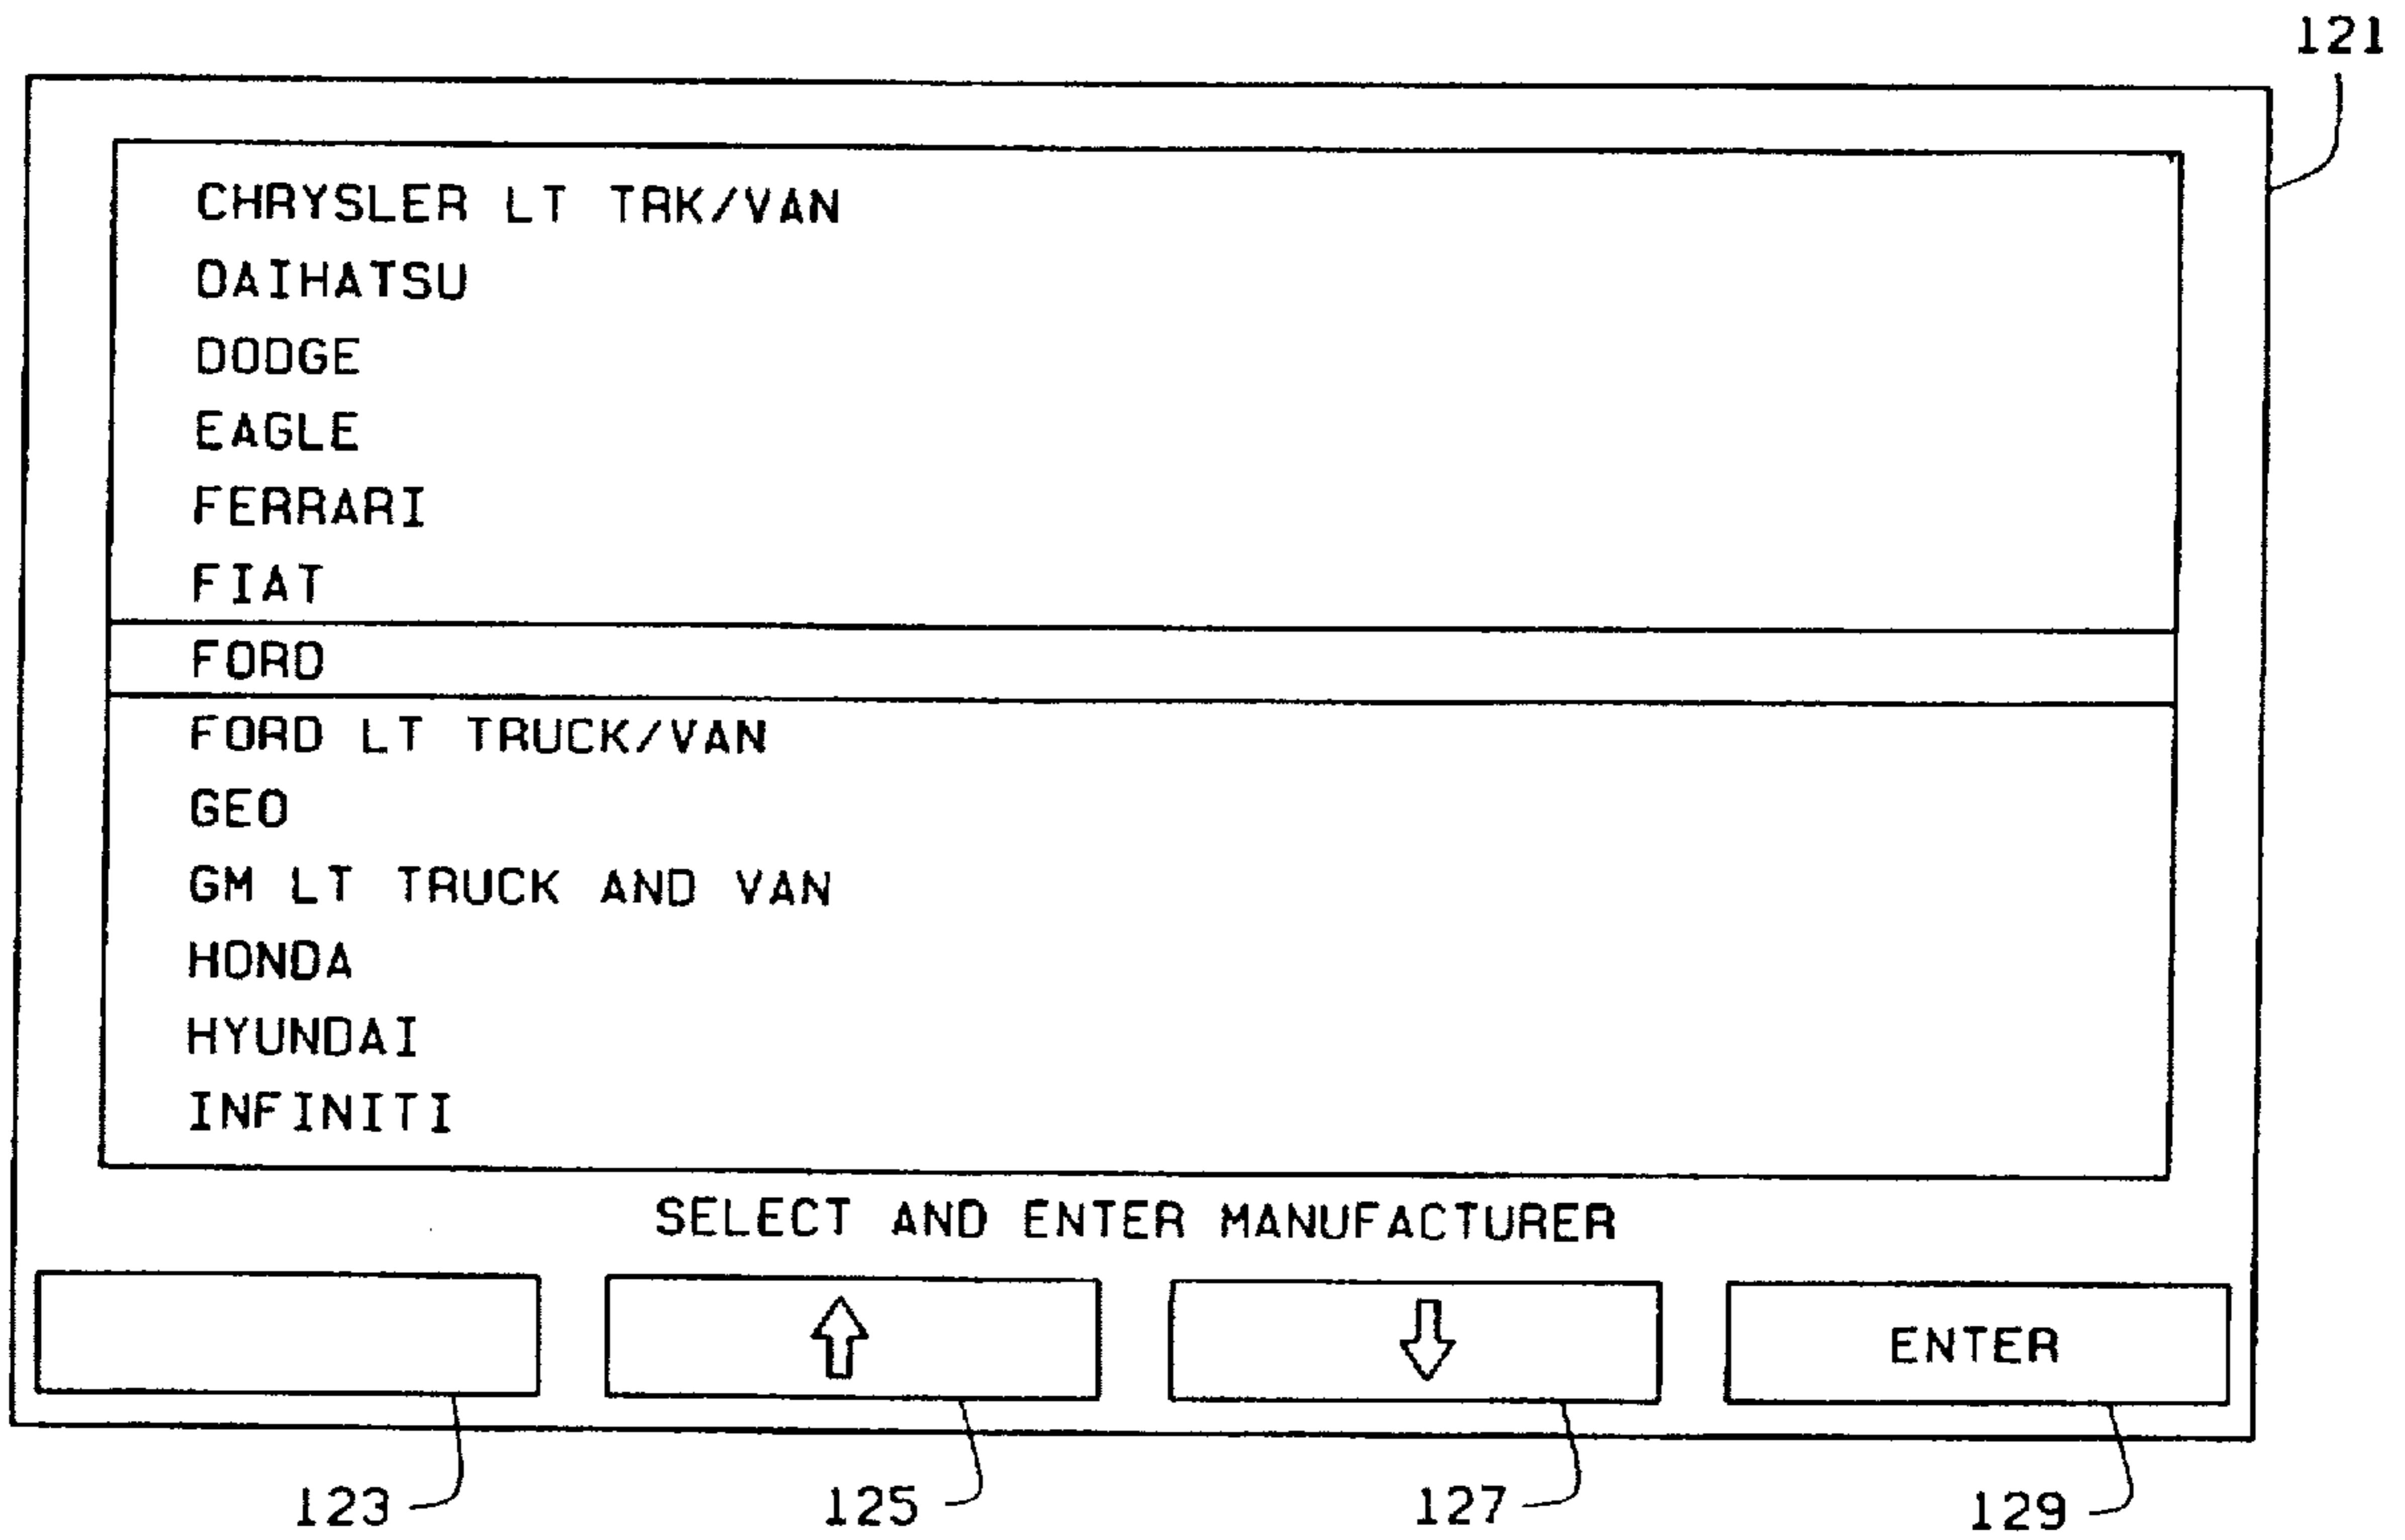 121
CHRYSLER LT TRK/VAN
DAIHATSU
DODGE
EAGLE
FERRARI
FIAT
FORD
FORD LT TRUCK/VAN
GEO
GM LT TRUCK AND VAN
HONDA
HYUNDAI
INFINITI
SELECT AND ENTER MANUFACTURER
ENTER
123 125 127 129